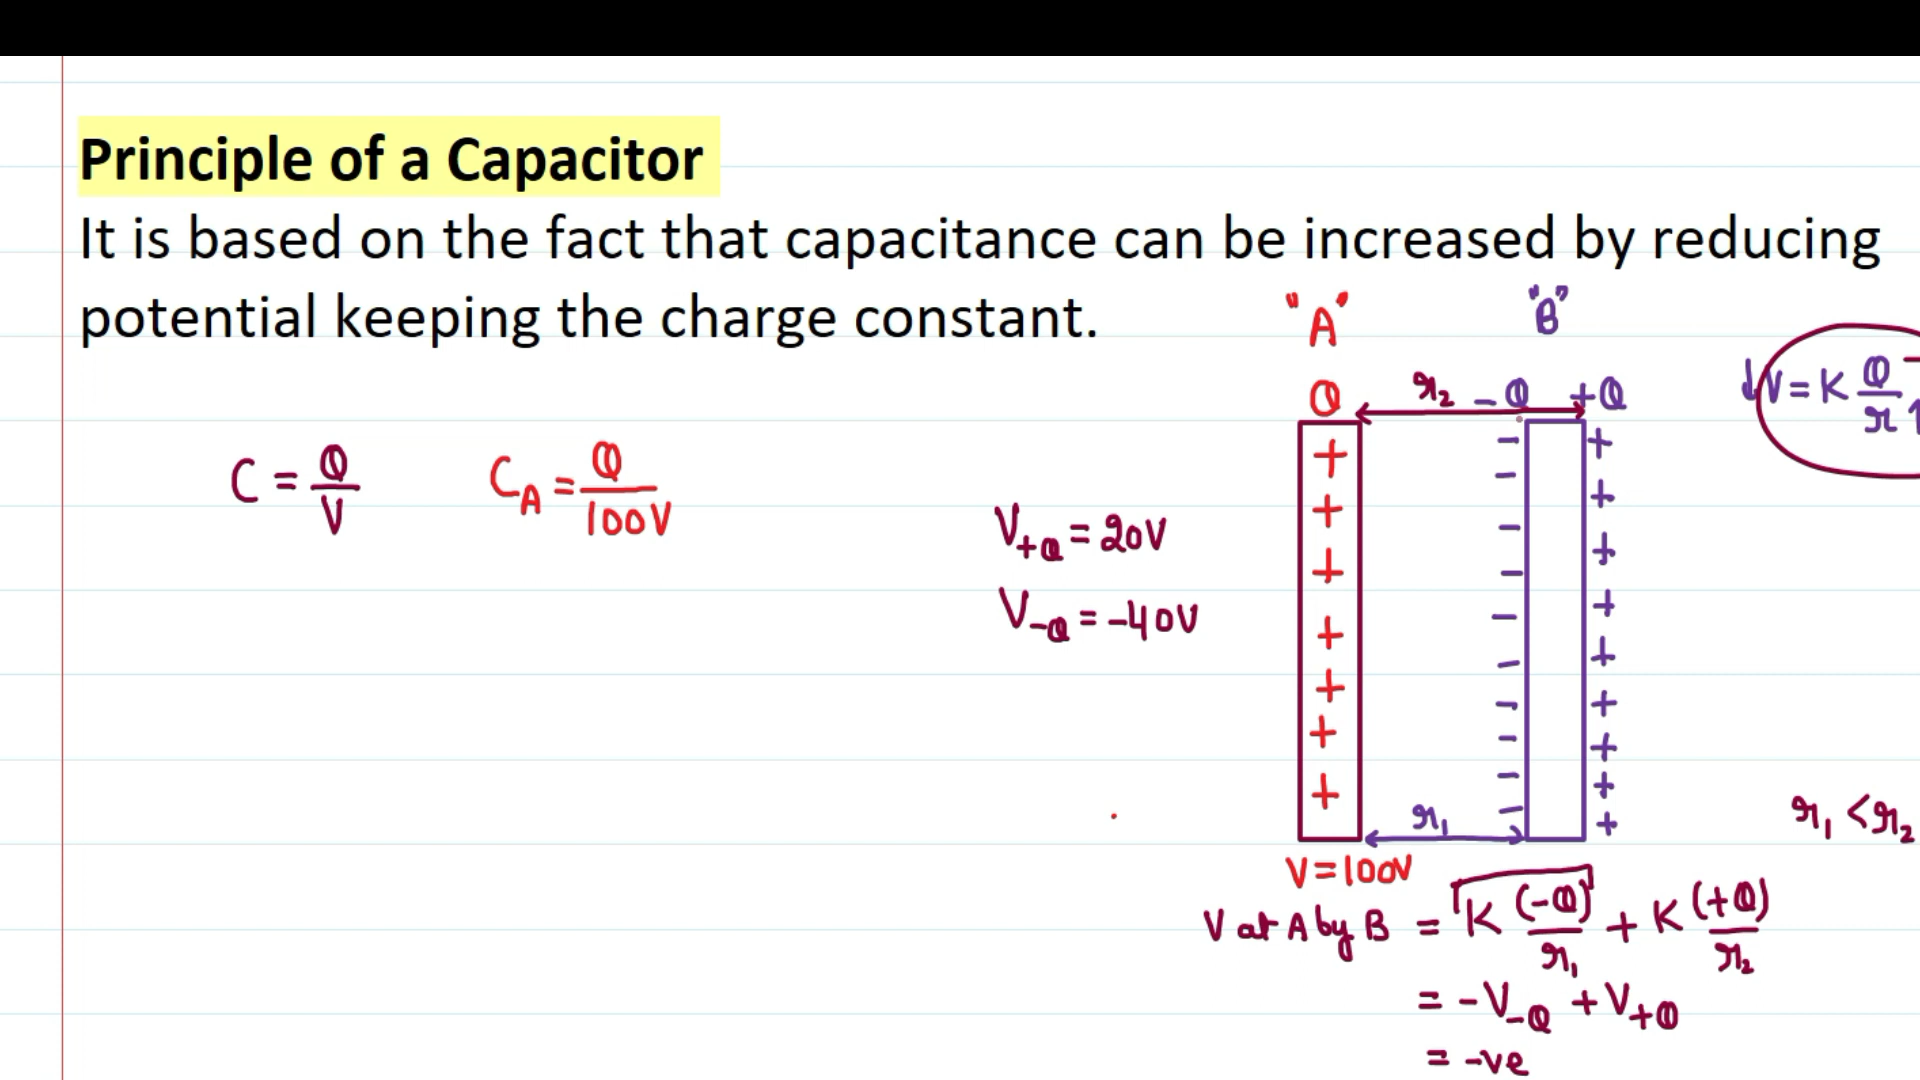 Principle of a Capacitor
It is based on the fact that capacitance can be increased by reducing
potential keeping the charge constant.
"A" "B"
Q r₂ -Q +Q
↓V = K Q/r ↑
C = Q/V C_A = Q/100V
V₊Q = 20V
V₋Q = -40V
r₁
r₁ < r₂
V = 100V
V at A by B = K (-Q)/r₁ + K (+Q)/r₂
= -V₋Q + V₊Q
= -ve